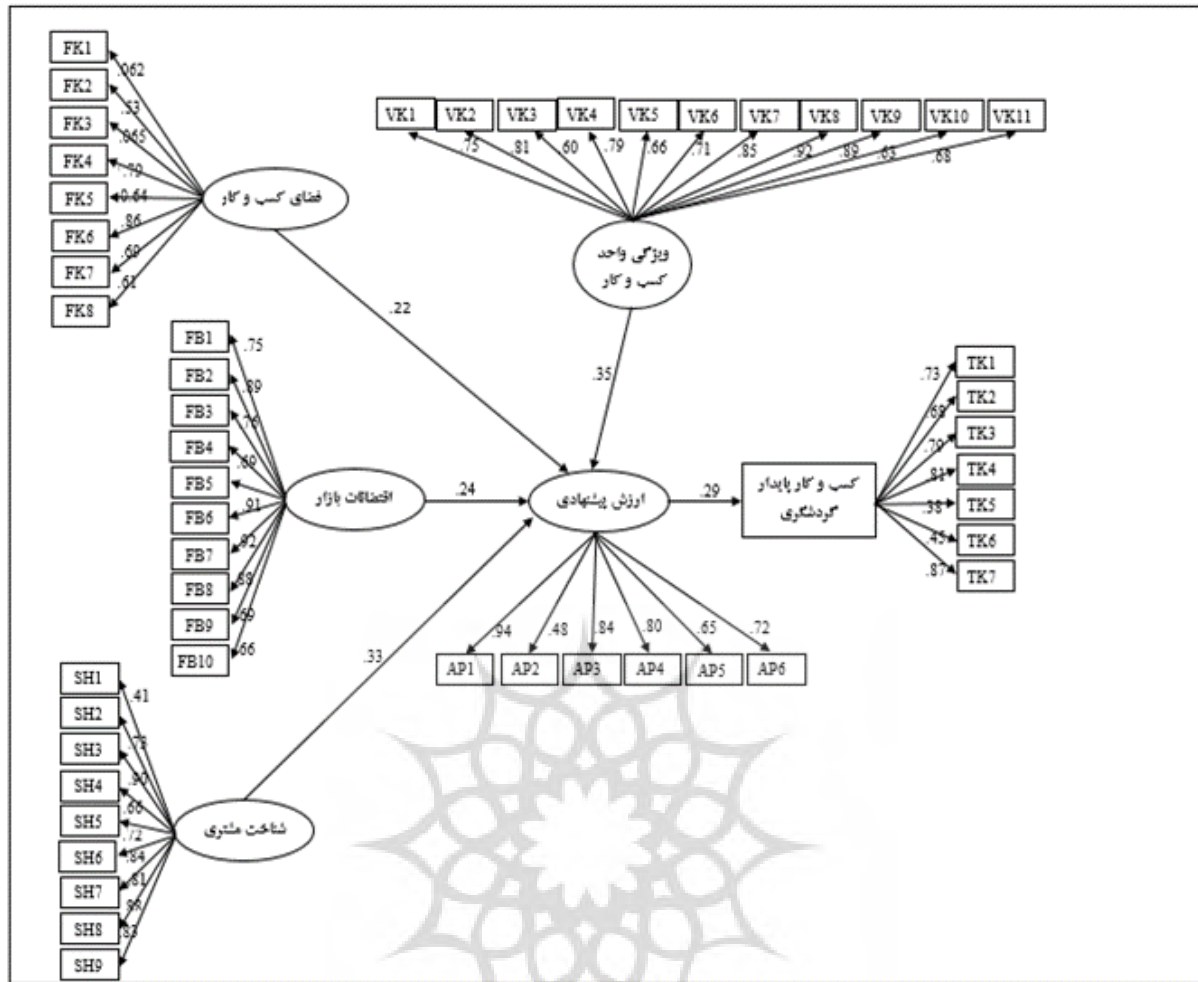 FK1
FK2
FK3
FK4
FK5
FK6
FK7
FK8
.062
.53
.065
.79
0.64
.86
.69
.61
فضای کسب و کار
VK1 VK2 VK3 VK4 VK5 VK6 VK7 VK8 VK9 VK10 VK11
.75 .81 .60 .79 .66 .71 .85 .92 .89 .63 .68
ویژگی واحد
کسب و کار
.22
.35
FB1
FB2
FB3
FB4
FB5
FB6
FB7
FB8
FB9
FB10
.75
.89
.76
.69
.91
.92
.88
.69
.66
اقتضائات بازار
.24
ارزش پیشنهادی
.29
کسب و کار پایدار
گردشگری
.73
.68
.79
.81
.38
.45
.87
TK1
TK2
TK3
TK4
TK5
TK6
TK7
.94 .48 .84 .80 .65 .72
AP1 AP2 AP3 AP4 AP5 AP6
.33
SH1
SH2
SH3
SH4
SH5
SH6
SH7
SH8
SH9
.41
.73
.90
.66
.72
.84
.81
.88
.83
شناخت مشتری